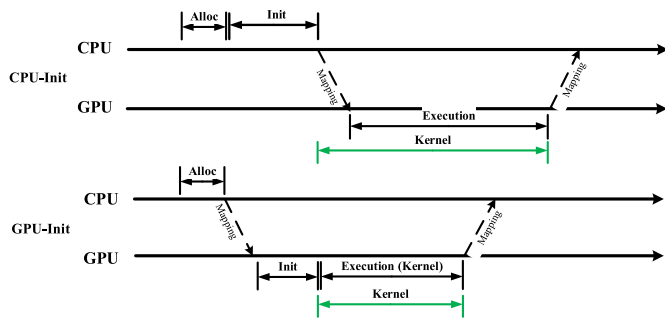 Alloc Init
CPU
CPU-Init
Mapping Mapping
GPU
Execution
Kernel
Alloc
CPU
GPU-Init
Mapping Mapping
GPU
Init Execution (Kernel)
Kernel